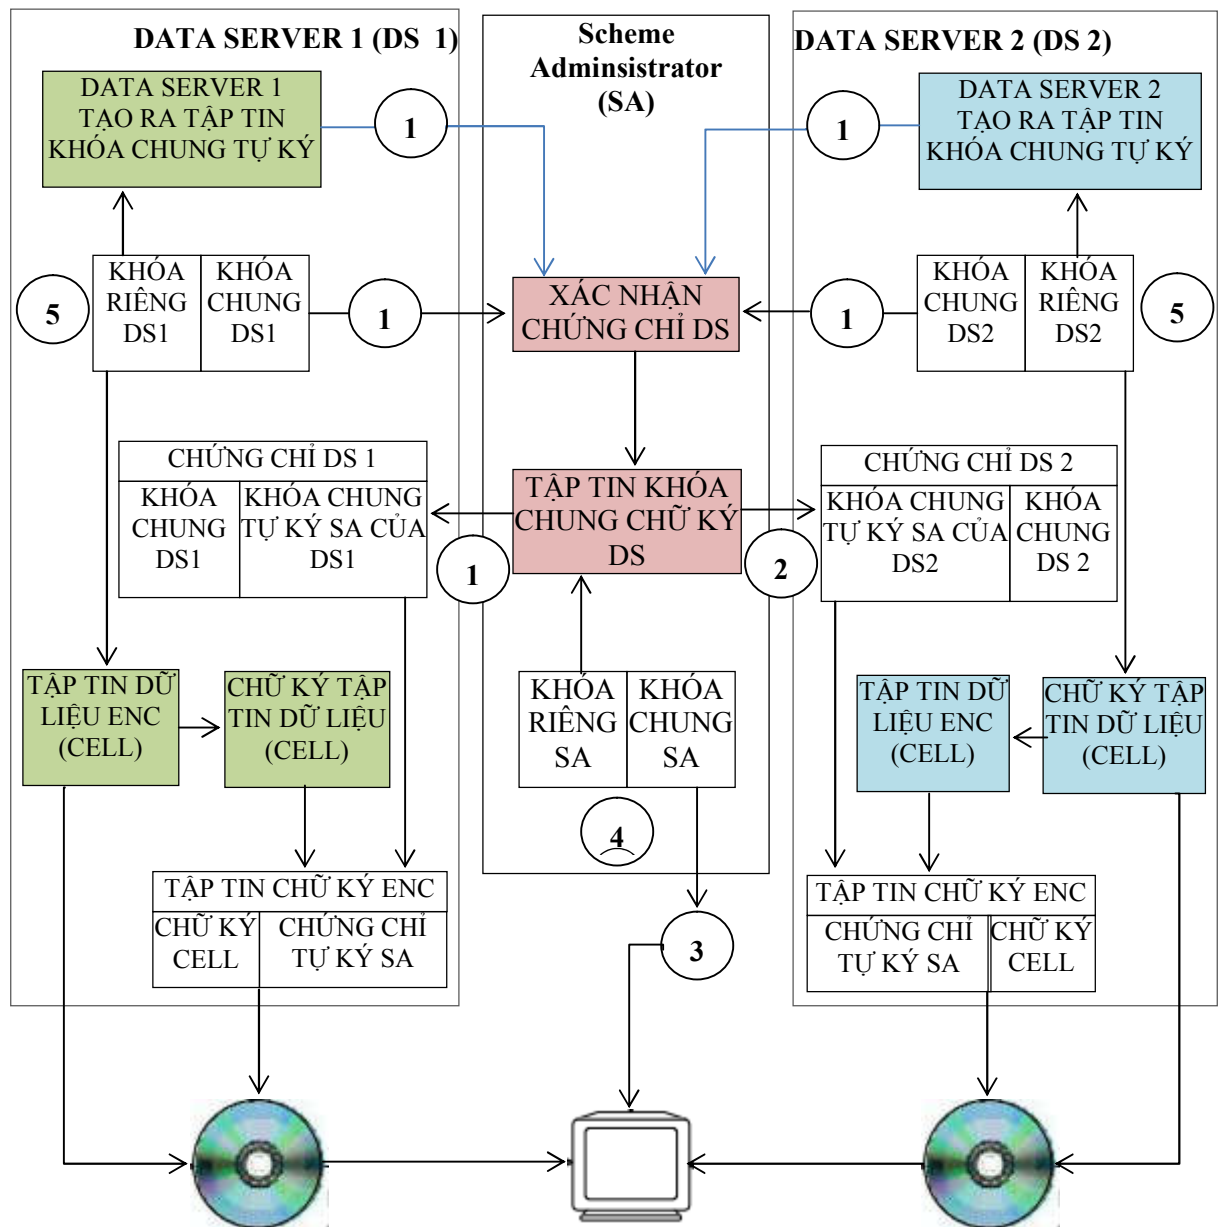 DATA SERVER 1 (DS 1)
Scheme
Adminsistrator
(SA)
DATA SERVER 2 (DS 2)
DATA SERVER 1
TẠO RA TẬP TIN
KHÓA CHUNG TỰ KÝ
1
1
DATA SERVER 2
TẠO RA TẬP TIN
KHÓA CHUNG TỰ KÝ
5
KHÓA
RIÊNG
DS1
KHÓA
CHUNG
DS1
1
XÁC NHẬN
CHỨNG CHỈ DS
1
KHÓA
CHUNG
DS2
KHÓA
RIÊNG
DS2
5
CHỨNG CHỈ DS 1
KHÓA
CHUNG
DS1
KHÓA CHUNG
TỰ KÝ SA CỦA
DS1
1
TẬP TIN KHÓA
CHUNG CHỮ KÝ
DS
2
CHỨNG CHỈ DS 2
KHÓA CHUNG
TỰ KÝ SA CỦA
DS2
KHÓA
CHUNG
DS 2
TẬP TIN DỮ
LIỆU ENC
(CELL)
CHỮ KÝ TẬP
TIN DỮ LIỆU
(CELL)
KHÓA
RIÊNG
SA
KHÓA
CHUNG
SA
4
TẬP TIN DỮ
LIỆU ENC
(CELL)
CHỮ KÝ TẬP
TIN DỮ LIỆU
(CELL)
TẬP TIN CHỮ KÝ ENC
CHỮ KÝ
CELL
CHỨNG CHỈ
TỰ KÝ SA
3
TẬP TIN CHỮ KÝ ENC
CHỨNG CHỈ
TỰ KÝ SA
CHỮ KÝ
CELL